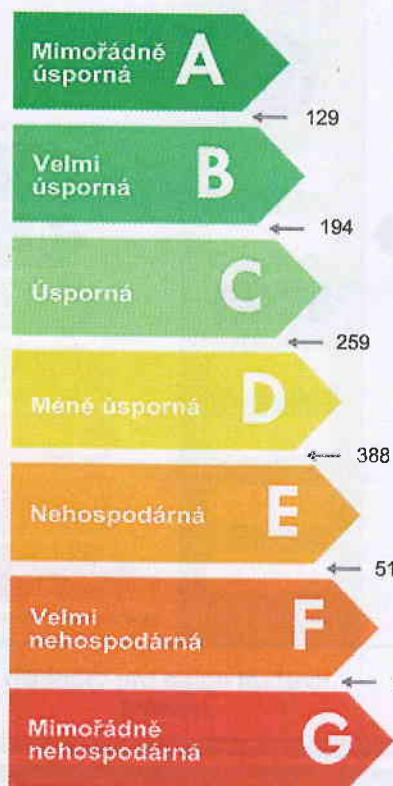 Mimořádně
úsporná
A
129
Velmi
úsporná
B
194
Úsporná
C
259
Méně úsporná
D
388
Nehospodárná
E
Velmi
nehospodárná
F
Mimořádně
nehospodárná
G